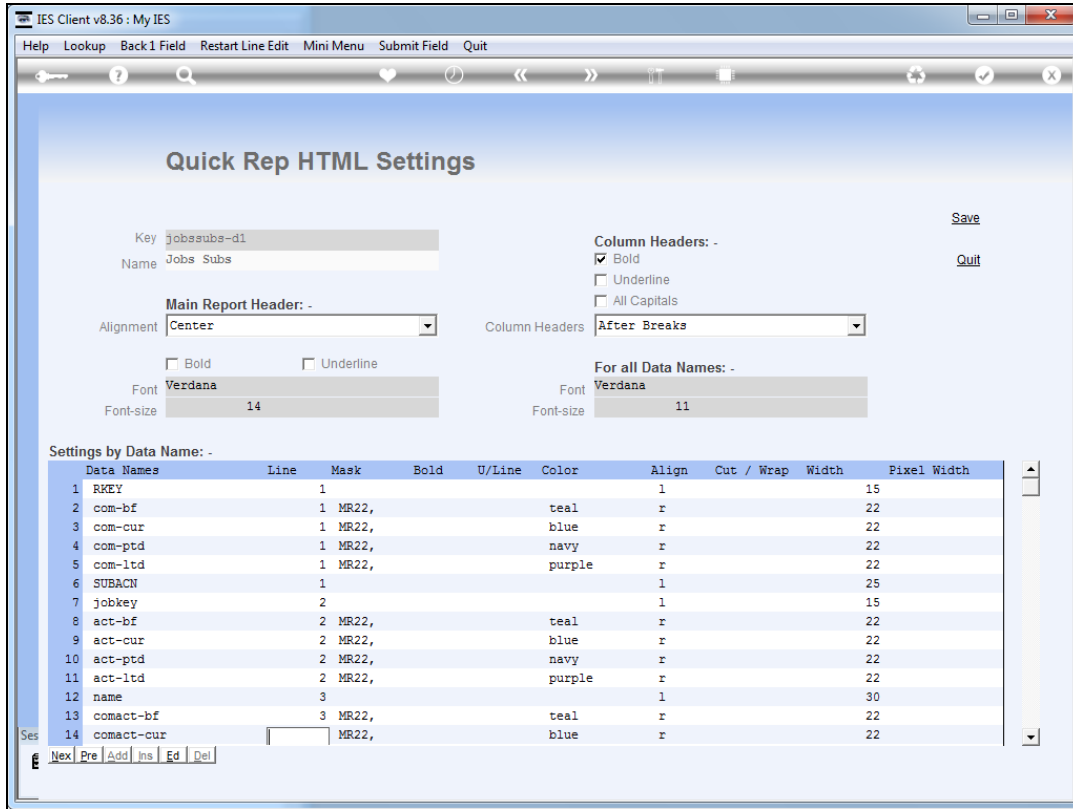 IES Client v8.36 : My IES
Help Lookup Back 1 Field Restart Line Edit Mini Menu Submit Field Quit
Quick Rep HTML Settings
Save
Key jobssubs-d1 Column Headers: -
Name Jobs Subs Bold Quit
Underline
Main Report Header: - All Capitals
Alignment Center Column Headers After Breaks
Bold Underline For all Data Names: -
Font Verdana Font Verdana
Font-size 14 Font-size 11
Settings by Data Name: -
Data Names Line Mask Bold U/Line Color Align Cut / Wrap Width Pixel Width
1 RKEY 1 l 15
2 com-bf 1 MR22, teal r 22
3 com-cur 1 MR22, blue r 22
4 com-ptd 1 MR22, navy r 22
5 com-ltd 1 MR22, purple r 22
6 SUBACN 1 l 25
7 jobkey 2 l 15
8 act-bf 2 MR22, teal r 22
9 act-cur 2 MR22, blue r 22
10 act-ptd 2 MR22, navy r 22
11 act-ltd 2 MR22, purple r 22
12 name 3 l 30
13 comact-bf 3 MR22, teal r 22
Ses 14 comact-cur MR22, blue r 22
Nex Pre Add Ins Ed Del